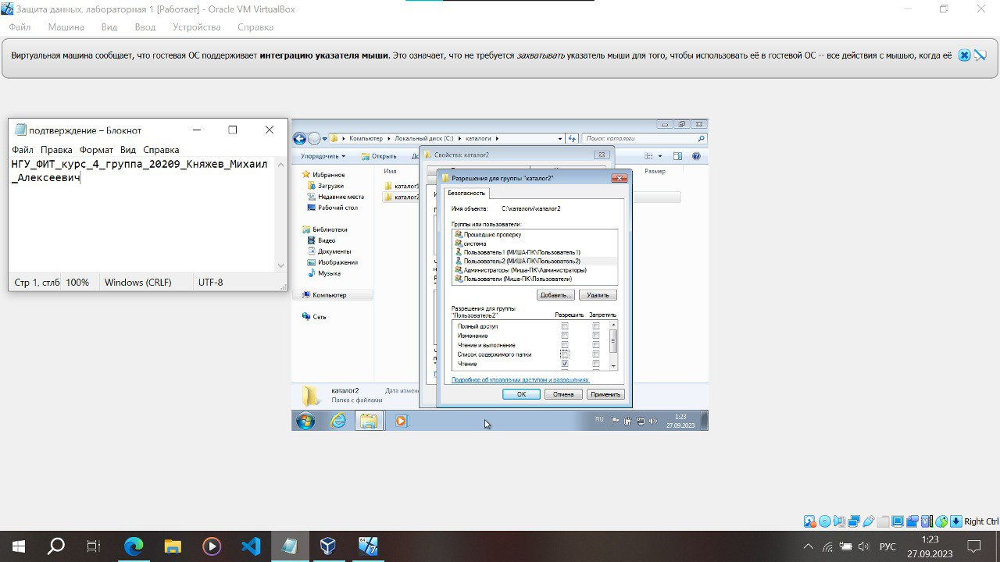 Защита данных, лабораторная 1 [Работает] - Oracle VM VirtualBox
Файл Машина Вид Ввод Устройства Справка
Виртуальная машина сообщает, что гостевая ОС поддерживает интеграцию указателя мыши. Это означает, что не требуется захватывать указатель мыши для того, чтобы использовать её в гостевой ОС -- все действия с мышью, когда её
подтверждение – Блокнот
Файл Правка Формат Вид Справка
НГУ_ФИТ_курс_4_группа_20209_Княжев_Михаил
_Алексеевич
Стр 1, стлб 100% Windows (CRLF) UTF-8
Компьютер Локальный диск (C:) каталоги
Поиск: каталоги
Упорядочить Открыть
Имя Размер
каталог1
каталог2
Избранное
Загрузки
Недавние места
Рабочий стол
Библиотеки
Видео
Документы
Изображения
Музыка
Компьютер
Сеть
Свойства: каталог2
Разрешения для группы "каталог2"
Безопасность
Имя объекта: C:\каталоги\каталог2
Группы или пользователи:
Прошедшие проверку
система
Пользователь1 (МИША-ПК\Пользователь1)
Пользователь2 (МИША-ПК\Пользователь2)
Администраторы (Миша-ПК\Администраторы)
Пользователи (Миша-ПК\Пользователи)
Добавить... Удалить
Разрешения для группы
"Пользователь2" Разрешить Запретить
Полный доступ
Изменение
Чтение и выполнение
Список содержимого папки
Чтение
Подробнее об управлении доступом и разрешениях
ОК Отмена Применить
каталог2 Дата измене
Папка с файлами
RU 1:23
27.09.2023
Right Ctrl
РУС 1:23
27.09.2023